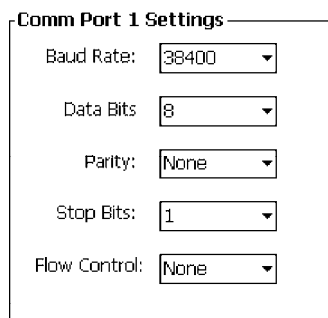 Comm Port 1 Settings
Baud Rate: 38400
Data Bits 8
Parity: None
Stop Bits: 1
Flow Control: None